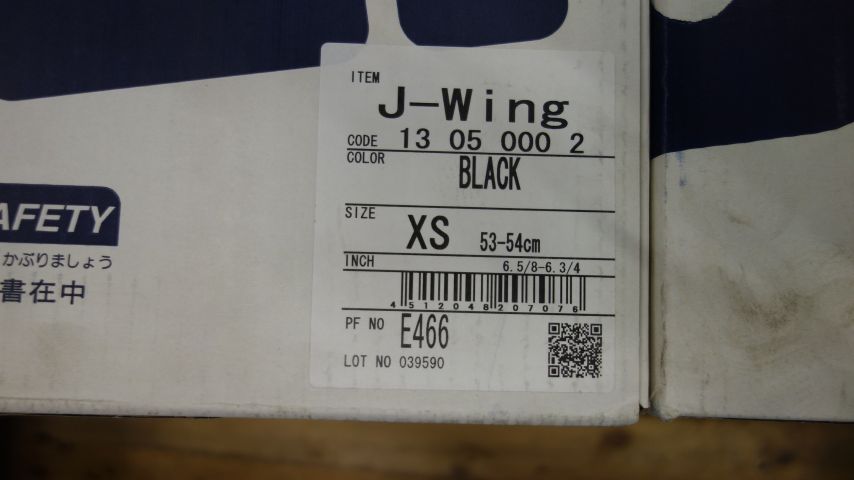 ITEM
J-Wing
CODE 13 05 000 2
COLOR
BLACK
SIZE
XS 53-54cm
INCH 6.5/8-6.3/4
4512048207076
PF NO E466
LOT NO 039590
AFETY
かぶりましょう
書在中